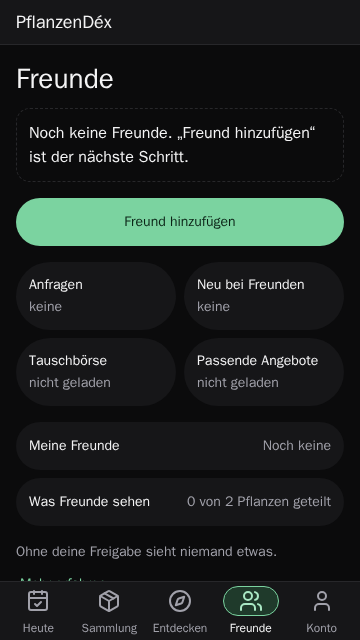 PflanzenDéx
Freunde
Noch keine Freunde. „Freund hinzufügen“
ist der nächste Schritt.
Freund hinzufügen
Anfragen
keine
Neu bei Freunden
keine
Tauschbörse
nicht geladen
Passende Angebote
nicht geladen
Meine Freunde Noch keine
Was Freunde sehen 0 von 2 Pflanzen geteilt
Ohne deine Freigabe sieht niemand etwas.
Heute Sammlung Entdecken Freunde Konto